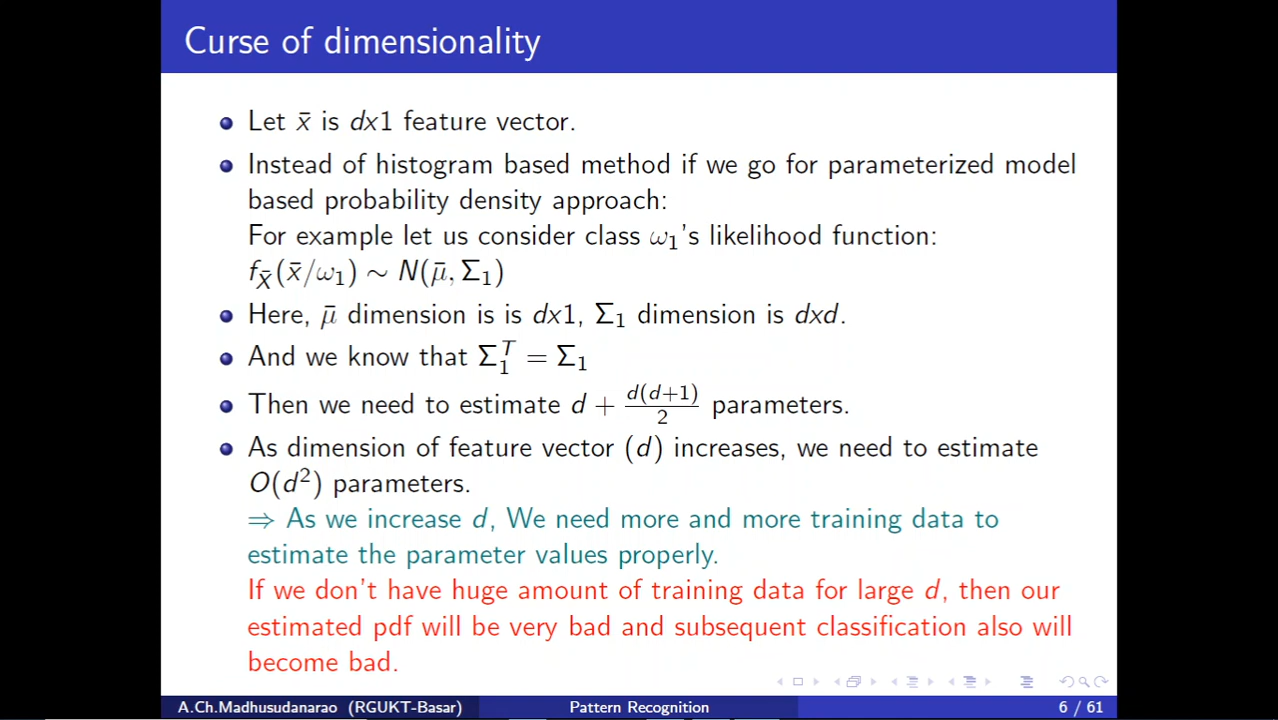 Curse of dimensionality
Let x̄ is dx1 feature vector.
Instead of histogram based method if we go for parameterized model
based probability density approach:
For example let us consider class ω₁'s likelihood function:
f_X̄(x̄/ω₁) ∼ N(μ̄, Σ₁)
Here, μ̄ dimension is is dx1, Σ₁ dimension is dxd.
And we know that Σ₁ᵀ = Σ₁
Then we need to estimate d + d(d+1)/2 parameters.
As dimension of feature vector (d) increases, we need to estimate
O(d²) parameters.
⇒ As we increase d, We need more and more training data to
estimate the parameter values properly.
If we don't have huge amount of training data for large d, then our
estimated pdf will be very bad and subsequent classification also will
become bad.
A.Ch.Madhusudanarao (RGUKT-Basar) Pattern Recognition 6 / 61